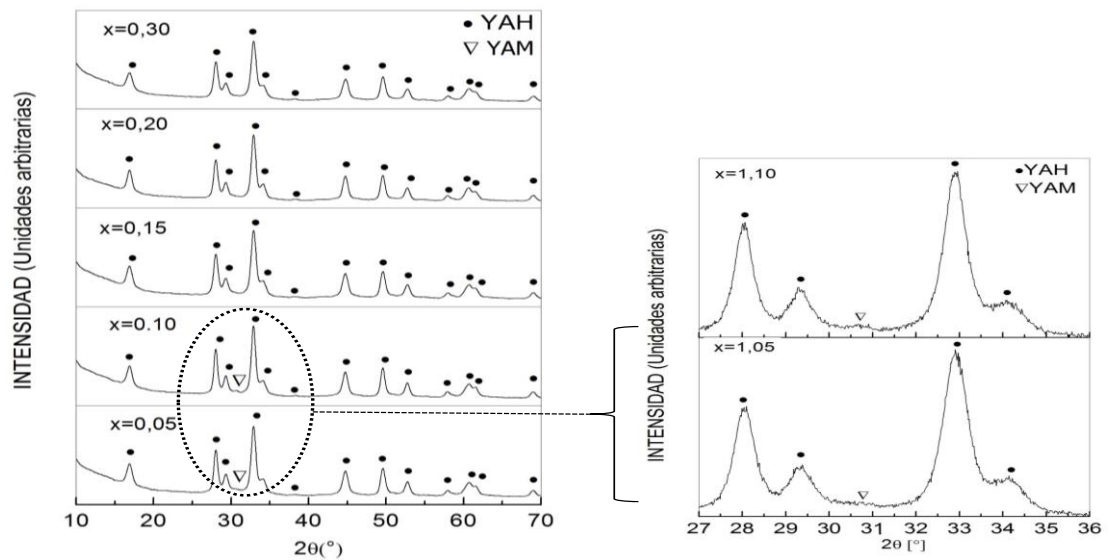 INTENSIDAD (Unidades arbitrarias)
x=0,30
● YAH
▽ YAM
x=0,20
x=0,15
x=0.10
x=0,05
10 20 30 40 50 60 70
2θ(°)
INTENSIDAD (Unidades arbitrarias)
x=1,10
●YAH
▽YAM
x=1,05
27 28 29 30 31 32 33 34 35 36
2θ [°]